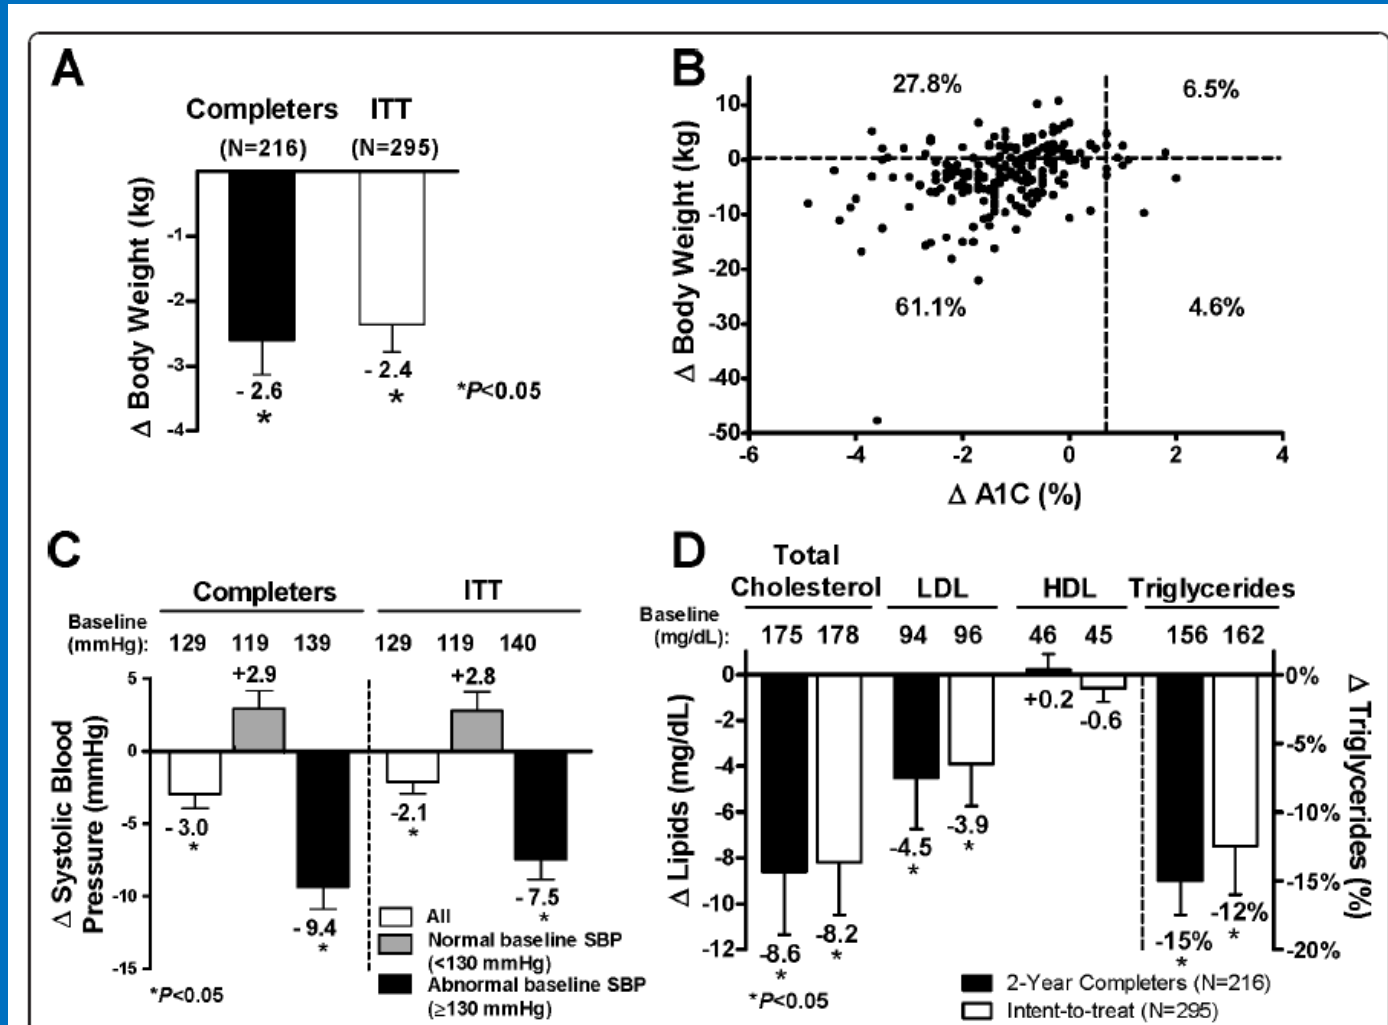 A
Completers ITT
(N=216) (N=295)
Δ Body Weight (kg)
-1
-2
-3
-4
- 2.6
*
- 2.4
*
*P<0.05
B
27.8% 6.5%
Δ Body Weight (kg)
10
0
-10
-20
-30
-40
-50
61.1% 4.6%
-6 -4 -2 0 2 4
Δ A1C (%)
C
Completers ITT
Baseline
(mmHg): 129 119 139 129 119 140
+2.9 +2.8
Δ Systolic Blood
Pressure (mmHg)
5
0
-5
-10
-15
- 3.0
*
- 9.4
*
-2.1
*
- 7.5
*
All
Normal baseline SBP
(<130 mmHg)
Abnormal baseline SBP
(≥130 mmHg)
*P<0.05
D
Total
Cholesterol LDL HDL Triglycerides
Baseline
(mg/dL): 175 178 94 96 46 45 156 162
Δ Lipids (mg/dL)
0
-2
-4
-6
-8
-10
-12
-8.6
*
-8.2
*
-4.5
*
-3.9
*
+0.2
-0.6
-15%
*
-12%
*
0%
-5%
-10%
-15%
-20%
Δ Triglycerides (%)
*P<0.05
2-Year Completers (N=216)
Intent-to-treat (N=295)